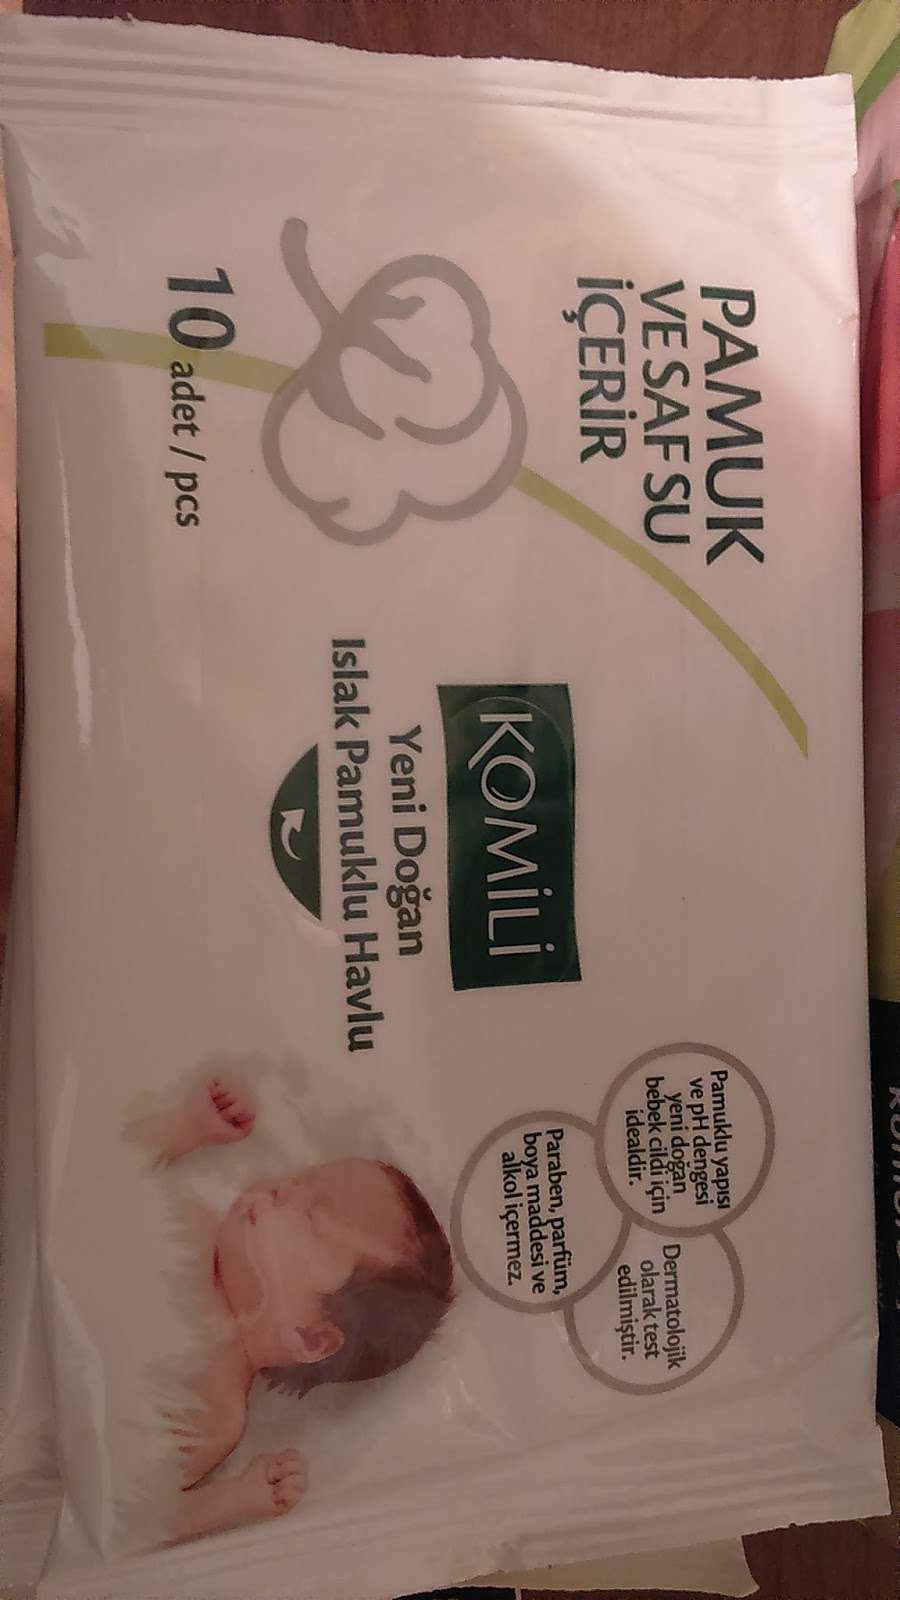 PAMUK
VE SAF SU
İÇERİR
10 adet / pcs
KOMİLİ
Yeni Doğan
Islak Pamuklu Havlu
Pamuklu yapısı
ve pH dengesi
yeni doğan
bebek cildi için
idealdir.
Paraben, parfüm,
boya maddesi ve
alkol içermez.
Dermatolojik
olarak test
edilmiştir.